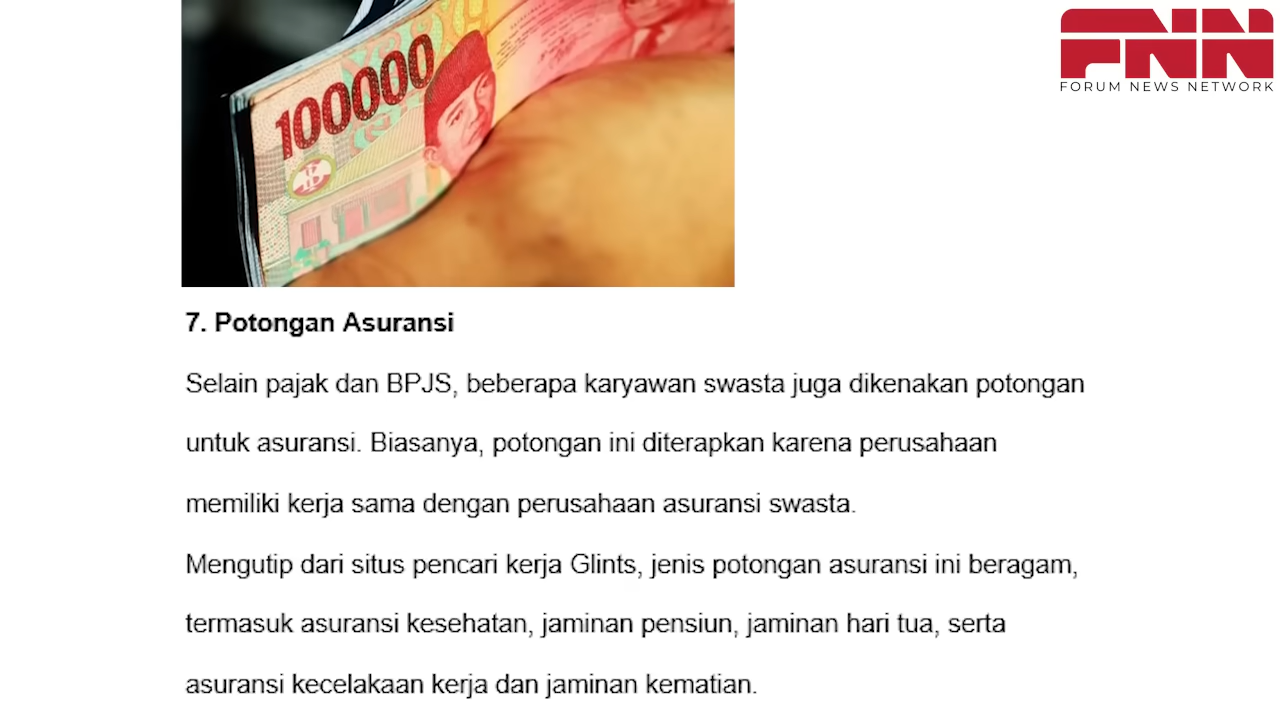 FNN
FORUM NEWS NETWORK
100000
7. Potongan Asuransi
Selain pajak dan BPJS, beberapa karyawan swasta juga dikenakan potongan
untuk asuransi. Biasanya, potongan ini diterapkan karena perusahaan
memiliki kerja sama dengan perusahaan asuransi swasta.
Mengutip dari situs pencari kerja Glints, jenis potongan asuransi ini beragam,
termasuk asuransi kesehatan, jaminan pensiun, jaminan hari tua, serta
asuransi kecelakaan kerja dan jaminan kematian.